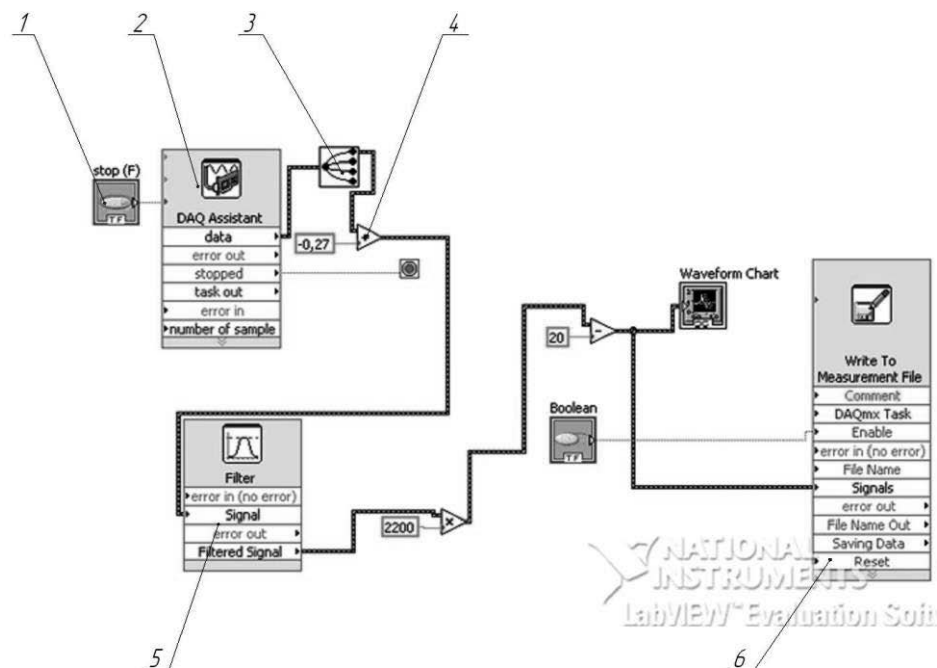 1
2
3
4
stop (F)
TF
DAQ Assistant
data
error out
stopped
task out
error in
number of sample
-0,27
Waveform Chart
20
Write To
Measurement File
Comment
DAQmx Task
Enable
error in (no error)
File Name
Signals
error out
File Name Out
Saving Data
Reset
Boolean
TF
Filter
error in (no error)
Signal
error out
Filtered Signal
2200
×
-
NATIONAL
INSTRUMENTS
LabVIEW™ Evaluation Soft
5
6